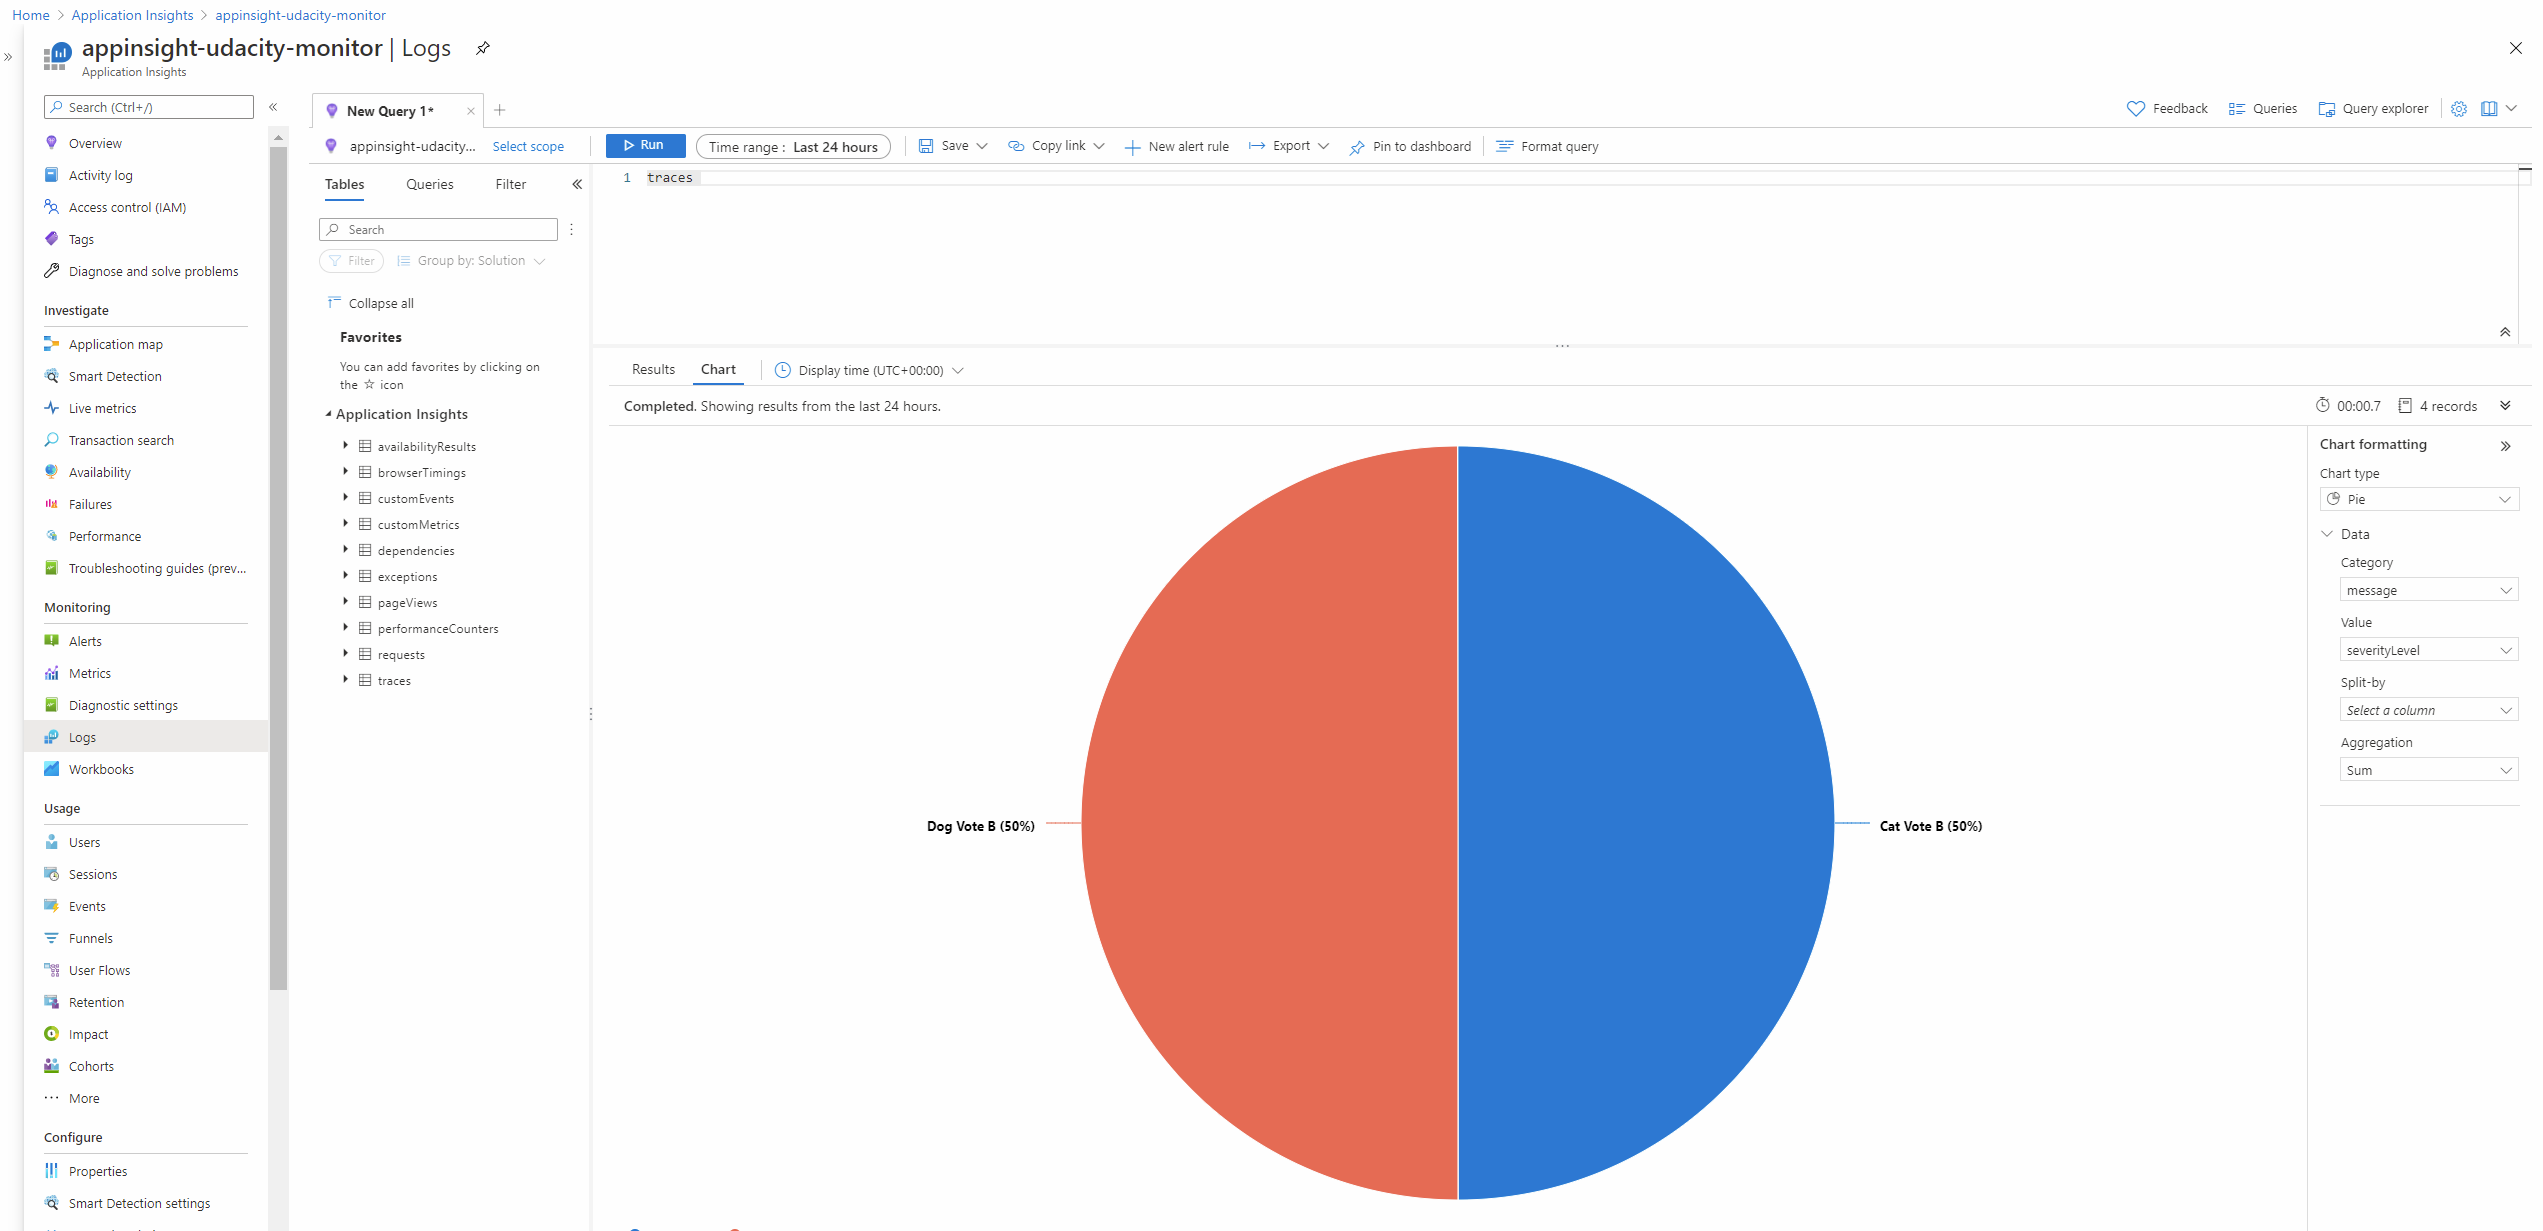 Home > Application Insights > appinsight-udacity-monitor
appinsight-udacity-monitor | Logs
Application Insights
Search (Ctrl+/)
Overview
Activity log
Access control (IAM)
Tags
Diagnose and solve problems
Investigate
Application map
Smart Detection
Live metrics
Transaction search
Availability
Failures
Performance
Troubleshooting guides (prev...
Monitoring
Alerts
Metrics
Diagnostic settings
Logs
Workbooks
Usage
Users
Sessions
Events
Funnels
User Flows
Retention
Impact
Cohorts
More
Configure
Properties
Smart Detection settings
New Query 1*
Feedback
Queries
Query explorer
appinsight-udacity...
Select scope
Run
Time range : Last 24 hours
Save
Copy link
New alert rule
Export
Pin to dashboard
Format query
Tables
Queries
Filter
Search
Filter
Group by: Solution
Collapse all
Favorites
You can add favorites by clicking on
the ☆ icon
Application Insights
availabilityResults
browserTimings
customEvents
customMetrics
dependencies
exceptions
pageViews
performanceCounters
requests
traces
1 traces
Results
Chart
Display time (UTC+00:00)
Completed. Showing results from the last 24 hours.
00:00.7
4 records
Dog Vote B (50%)
Cat Vote B (50%)
Chart formatting
Chart type
Pie
Data
Category
message
Value
severityLevel
Split-by
Select a column
Aggregation
Sum